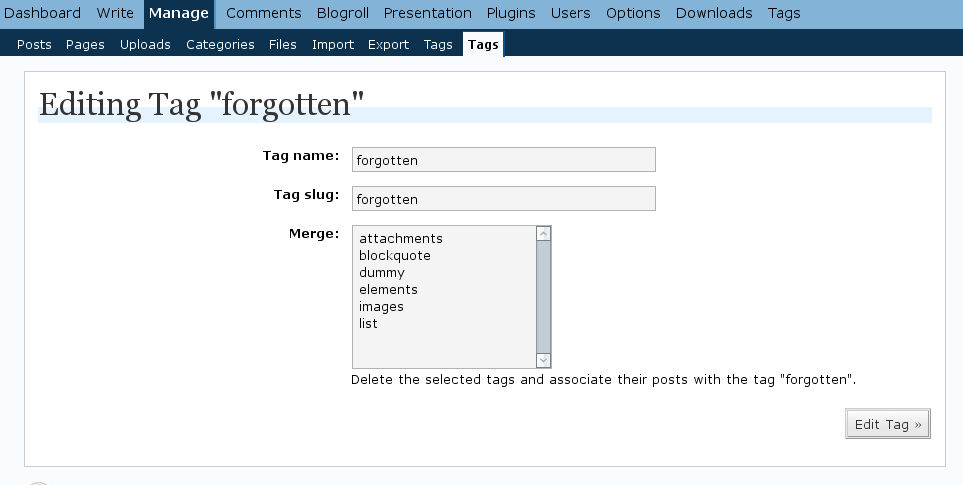 Dashboard Write Manage Comments Blogroll Presentation Plugins Users Options Downloads Tags
Posts Pages Uploads Categories Files Import Export Tags Tags
Editing Tag "forgotten"
Tag name: forgotten
Tag slug: forgotten
Merge:
attachments
blockquote
dummy
elements
images
list
Delete the selected tags and associate their posts with the tag "forgotten".
Edit Tag »